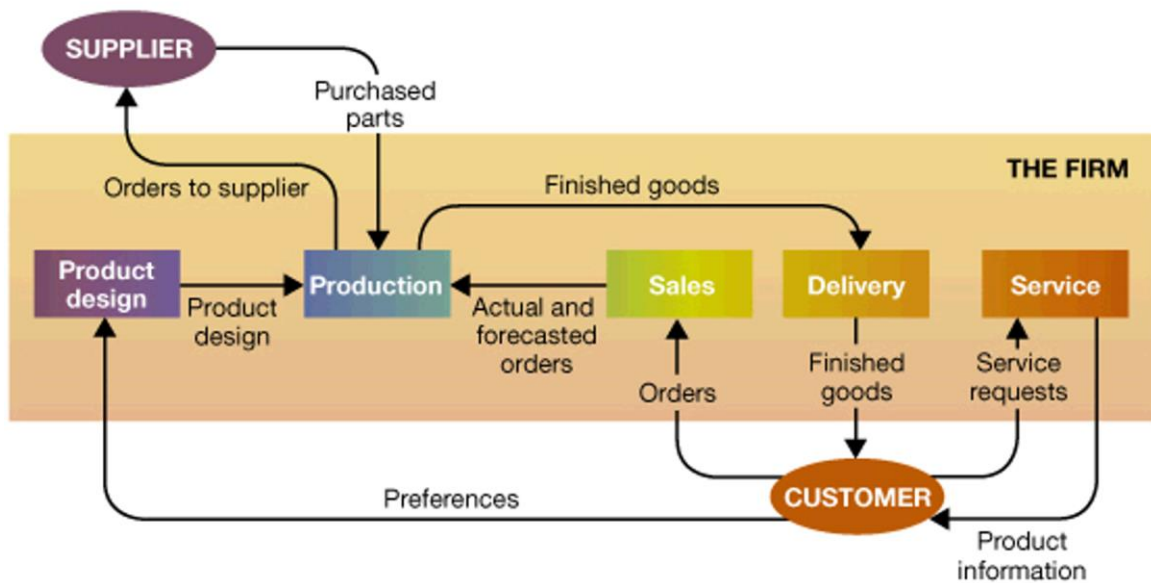 SUPPLIER
Purchased
parts
THE FIRM
Orders to supplier
Finished goods
Product
design
Product
design
Production
Actual and
forecasted
orders
Sales
Delivery
Service
Orders
Finished
goods
Service
requests
Preferences
CUSTOMER
Product
information